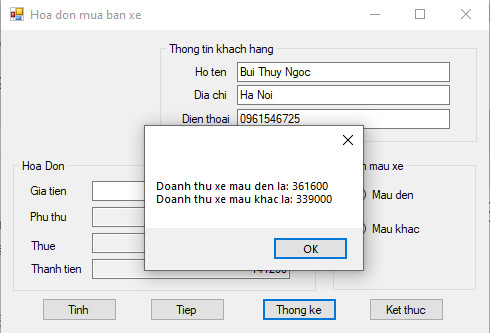 Hoa don mua ban xe
Thong tin khach hang
Ho ten Bui Thuy Ngoc
Dia chi Ha Noi
Dien thoai 0961546725
Doanh thu xe mau den la: 361600
Doanh thu xe mau khac la: 339000
OK
Hoa Don
Gia tien
Phu thu
Thue
Thanh tien
mau xe
Mau den
Mau khac
Tinh Tiep Thong ke Ket thuc